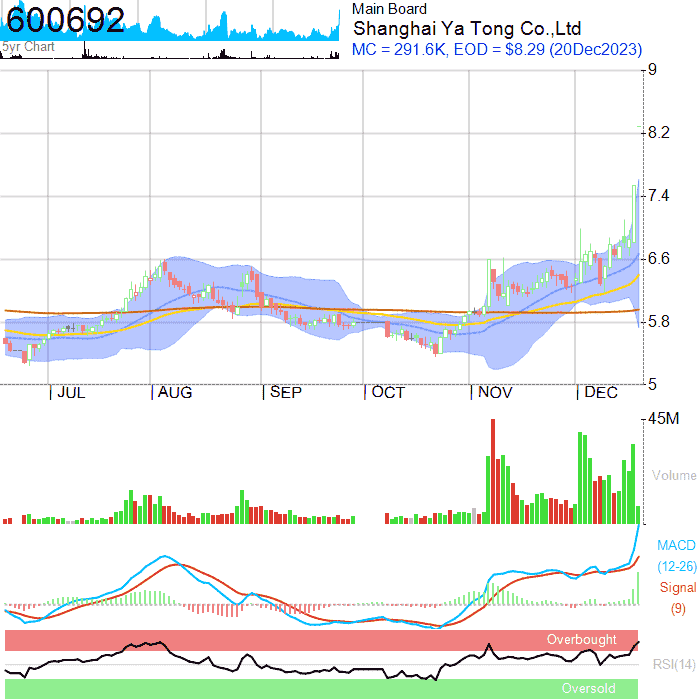 600692
5yr Chart
Main Board
Shanghai Ya Tong Co.,Ltd
MC = 291.6K, EOD = $8.29 (20Dec2023)
9
8.2
7.4
6.6
5.8
5
JUL
AUG
SEP
OCT
NOV
DEC
45M
Volume
MACD
(12-26)
Signal
(9)
Overbought
RSI(14)
Oversold